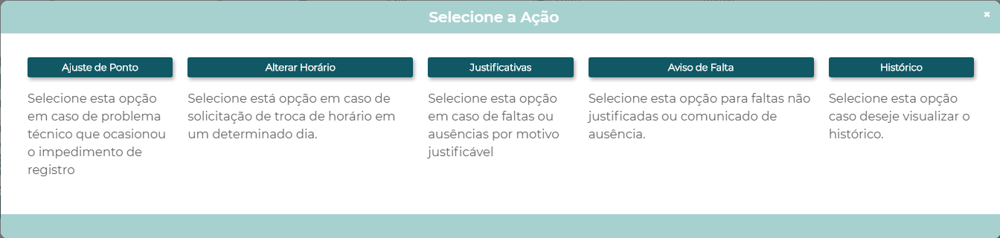 Selecione a Ação
Ajuste de Ponto
Selecione esta opção
em caso de problema
técnico que ocasionou
o impedimento de
registro
Alterar Horário
Selecione está opção em caso de
solicitação de troca de horário em
um determinado dia.
Justificativas
Selecione esta opção
em caso de faltas ou
ausências por motivo
justificável
Aviso de Falta
Selecione esta opção para faltas não
justificadas ou comunicado de
ausência.
Histórico
Selecione esta opção
caso deseje visualizar o
histórico.